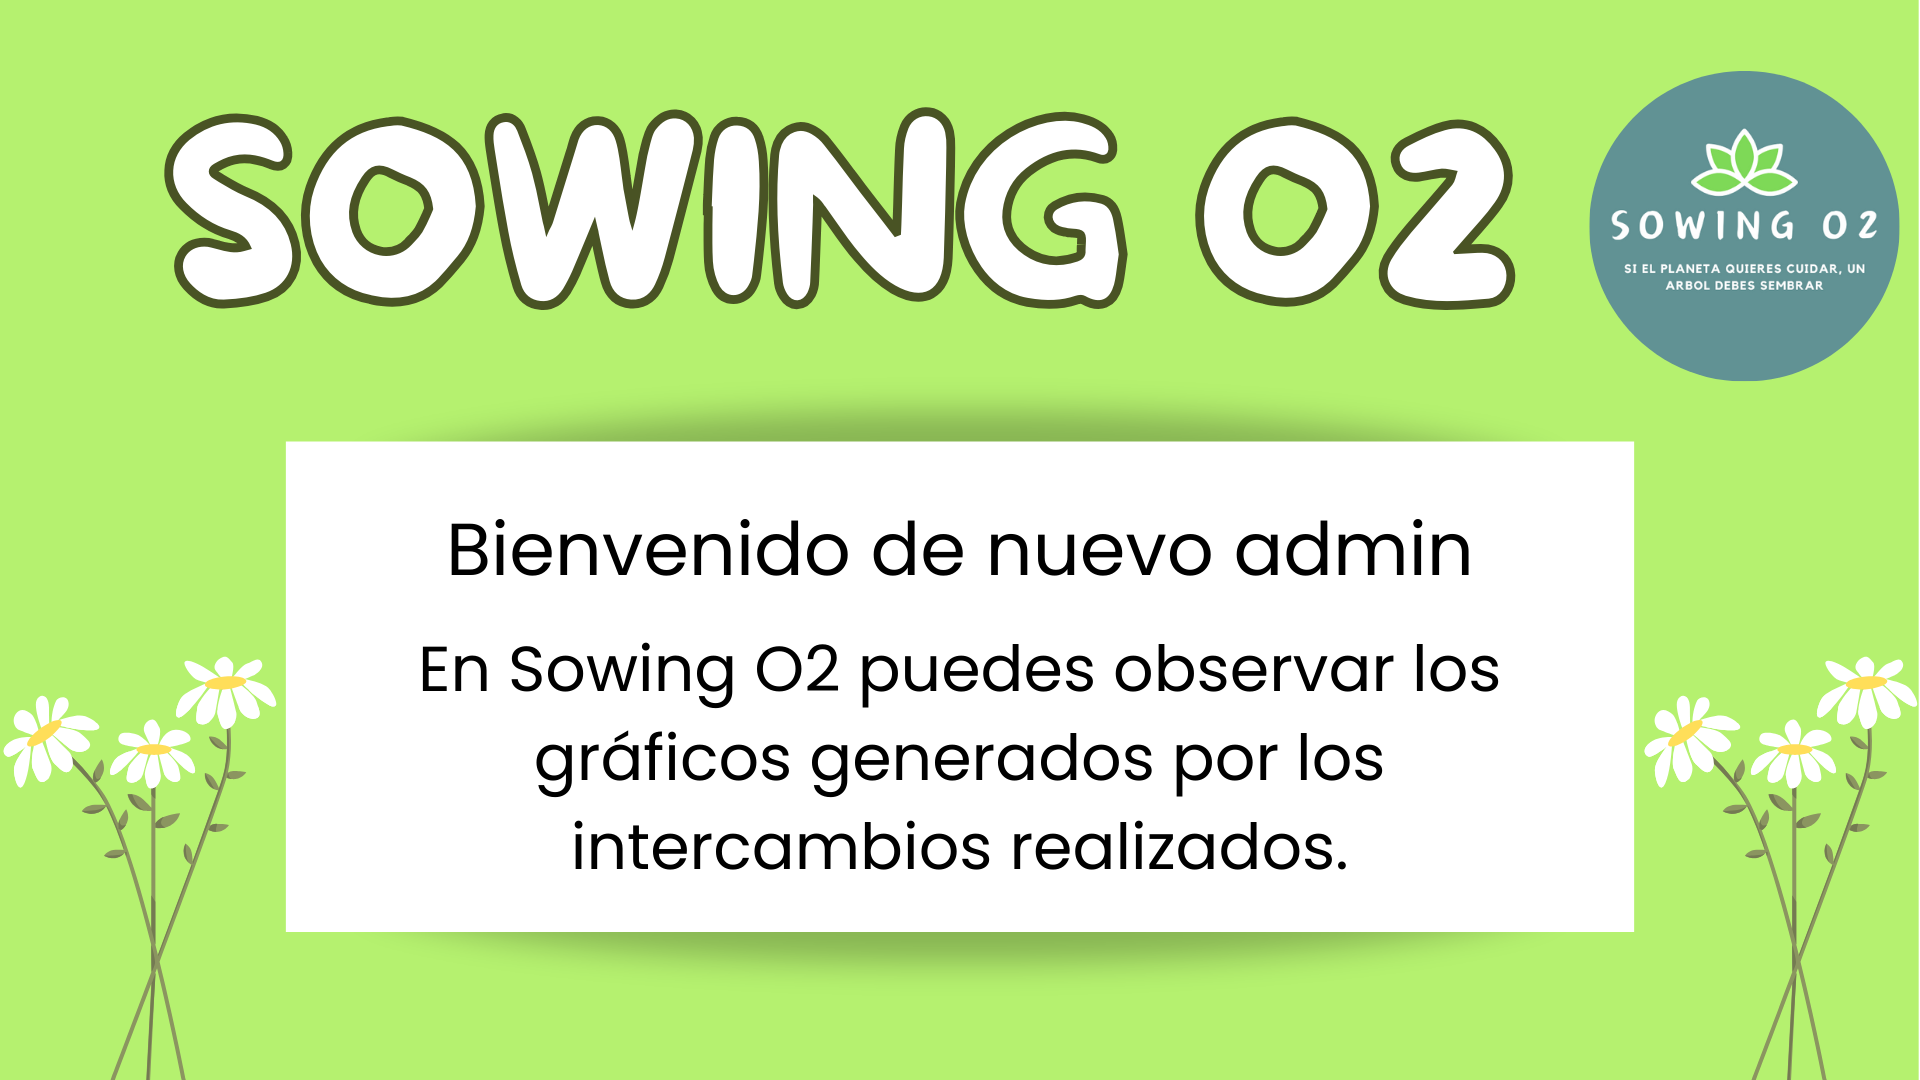 SOWING O2
SOWING O2
SI EL PLANETA QUIERES CUIDAR, UN
ARBOL DEBES SEMBRAR
Bienvenido de nuevo admin
En Sowing O2 puedes observar los
gráficos generados por los
intercambios realizados.